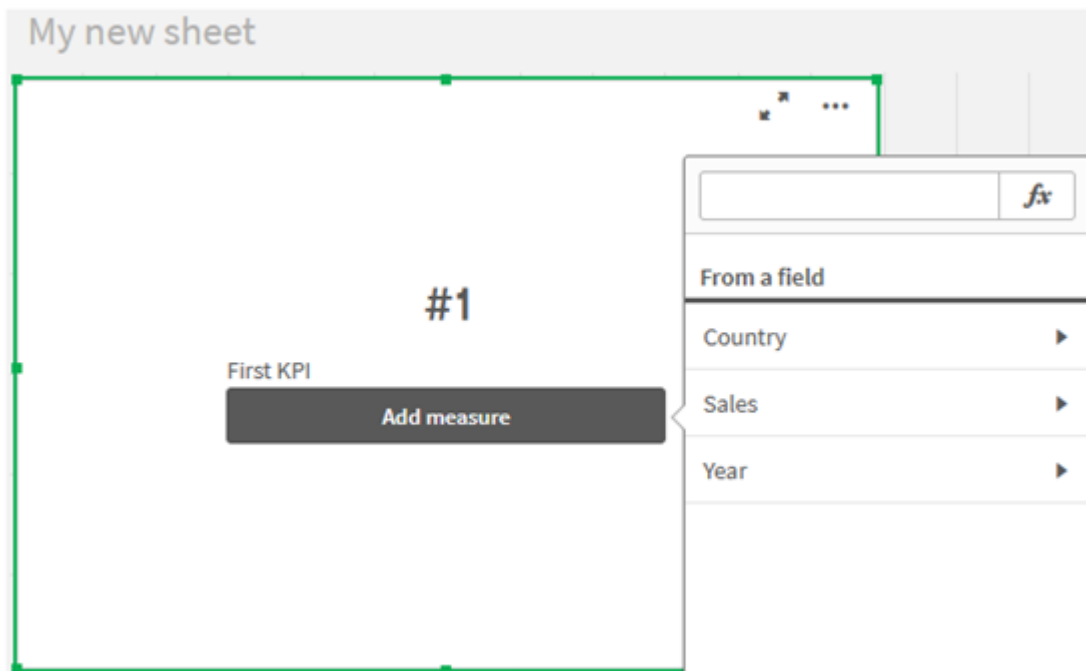 My new sheet
...
fx
From a field
#1
Country
First KPI
Sales
Add measure
Year